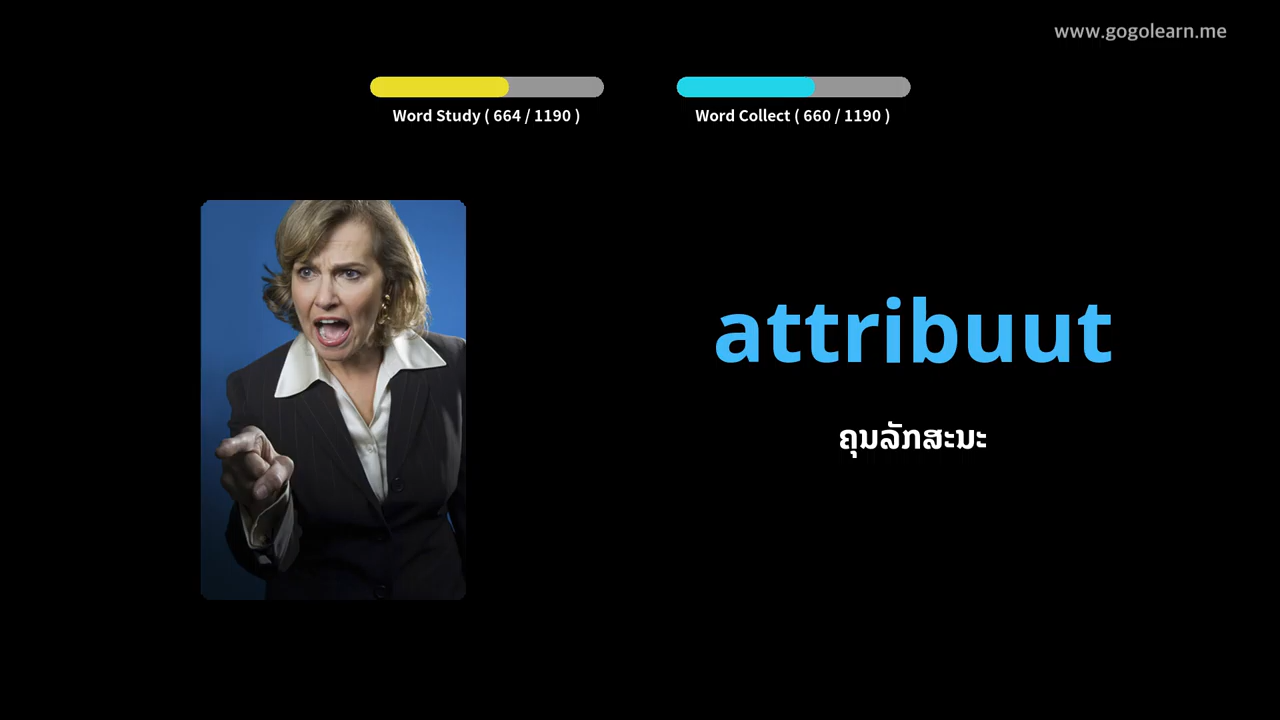 www.gogolearn.me
Word Study ( 664 / 1190 )
Word Collect ( 660 / 1190 )
attribuut
ຄຸນລັກສະນະ